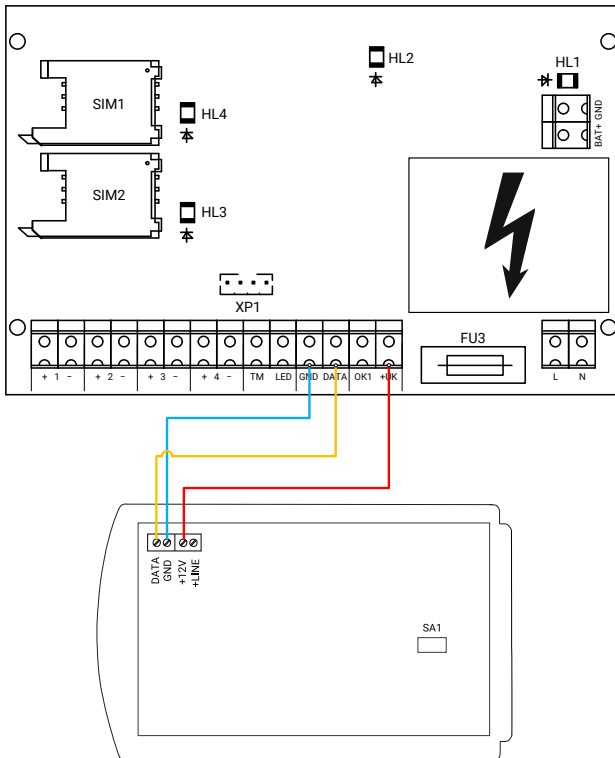 HL1
HL2
SIM1
HL4
BAT+ GND
SIM2
HL3
XP1
FU3
+ 1 - + 2 - + 3 - + 4 - TM LED GND DATA OK1 +UK L N
DATA
GND
+12V
+LINE
SA1